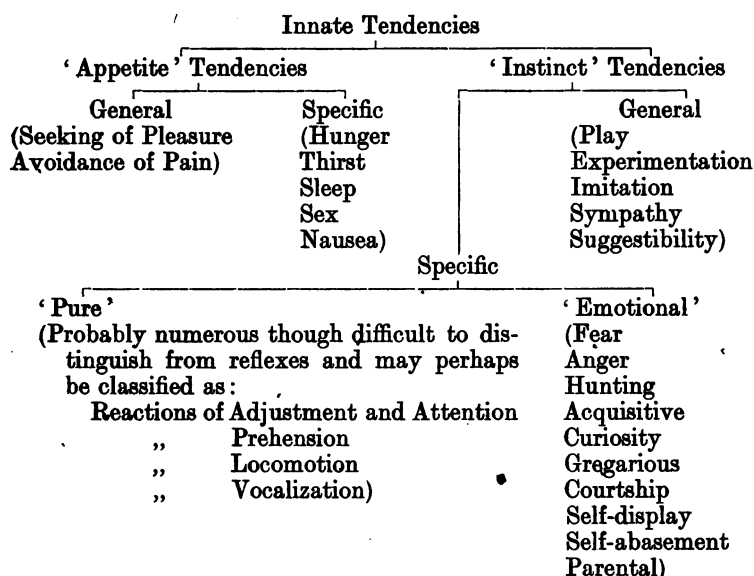 Innate Tendencies
‘Appetite’ Tendencies
‘Instinct’ Tendencies
General
(Seeking of Pleasure
Avoidance of Pain)
Specific
(Hunger
Thirst
Sleep
Sex
Nausea)
General
(Play
Experimentation
Imitation
Sympathy
Suggestibility)
Specific
‘Pure’
(Probably numerous though difficult to dis-
tinguish from reflexes and may perhaps
be classified as:
Reactions of Adjustment and Attention
„ Prehension
„ Locomotion
„ Vocalization)
‘Emotional’
(Fear
Anger
Hunting
Acquisitive
Curiosity
Gregarious
Courtship
Self-display
Self-abasement
Parental)